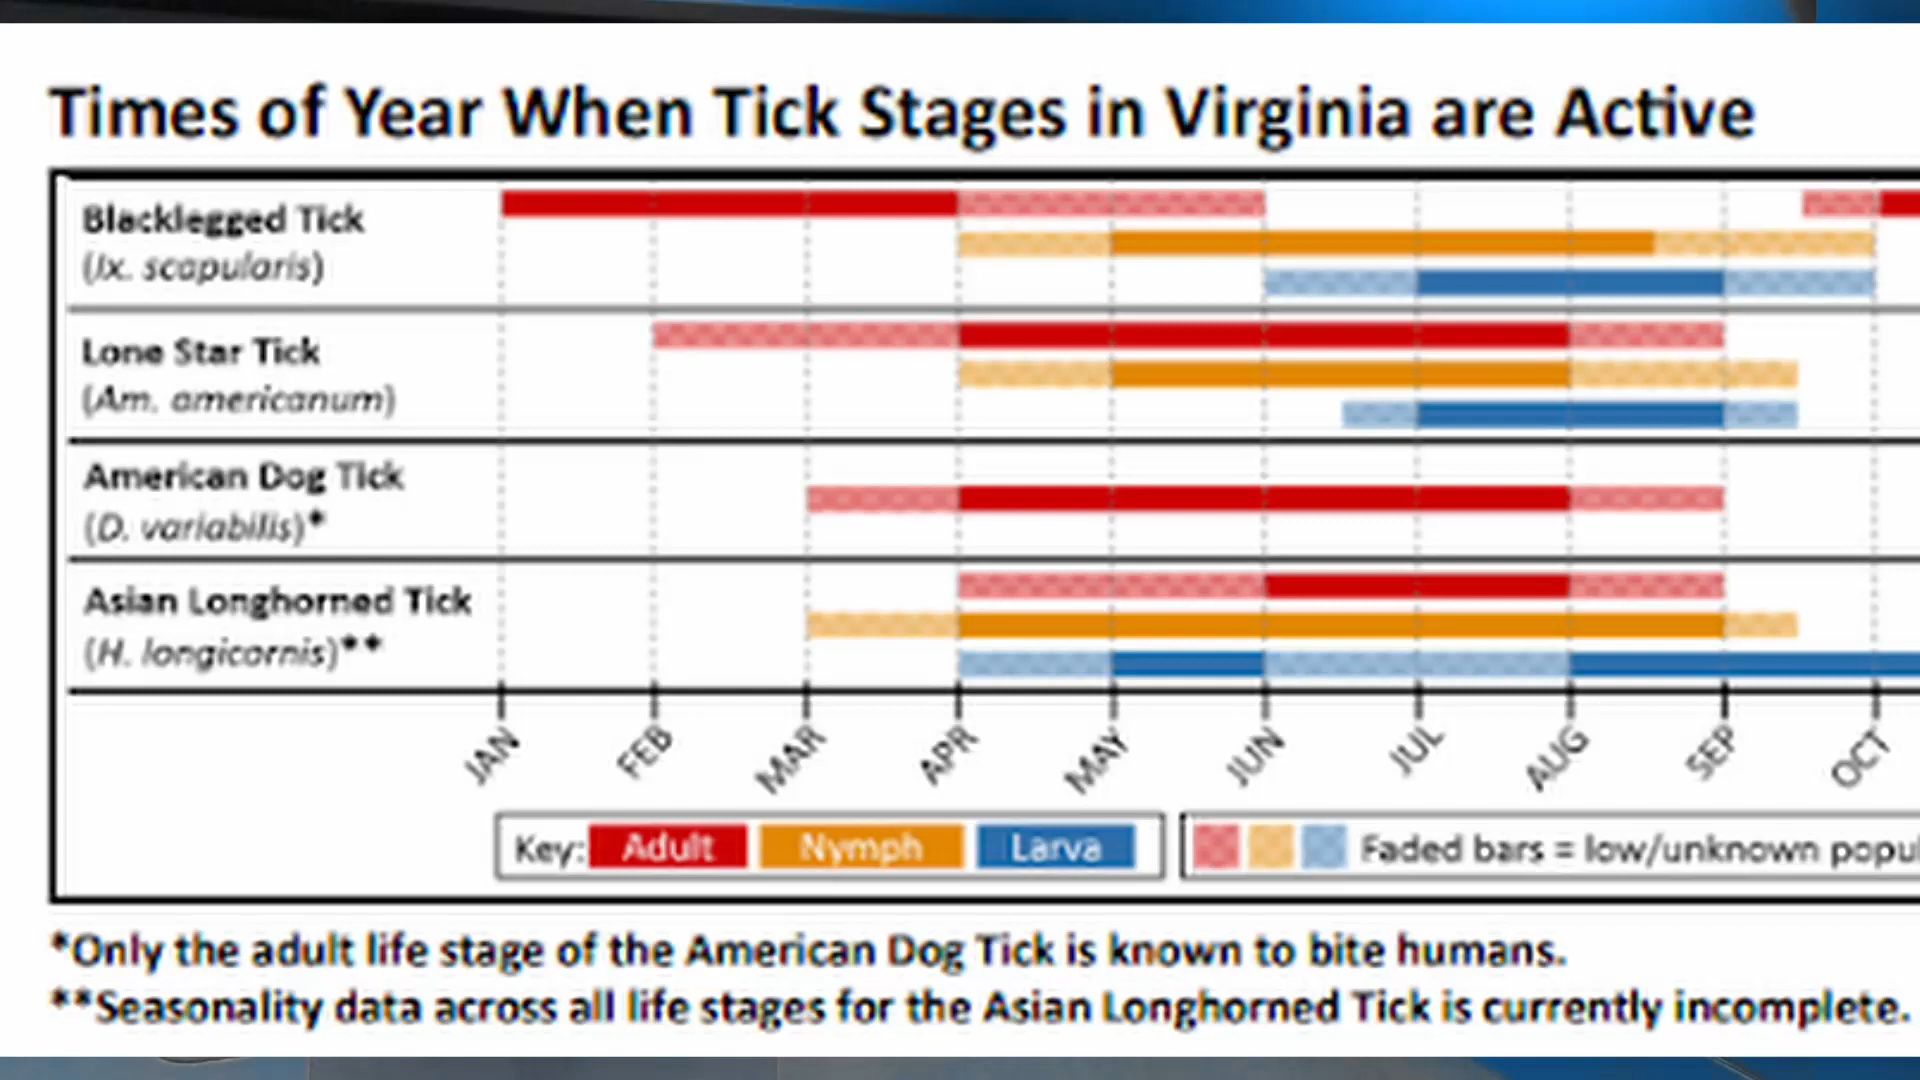 Times of Year When Tick Stages in Virginia are Active
Blacklegged Tick
(Ix. scapularis)
Lone Star Tick
(Am. americanum)
American Dog Tick
(D. variabilis)*
Asian Longhorned Tick
(H. longicornis)**
JAN FEB MAR APR MAY JUN JUL AUG SEP OCT
Key: Adult Nymph Larva
Faded bars = low/unknown popu
*Only the adult life stage of the American Dog Tick is known to bite humans.
**Seasonality data across all life stages for the Asian Longhorned Tick is currently incomplete.